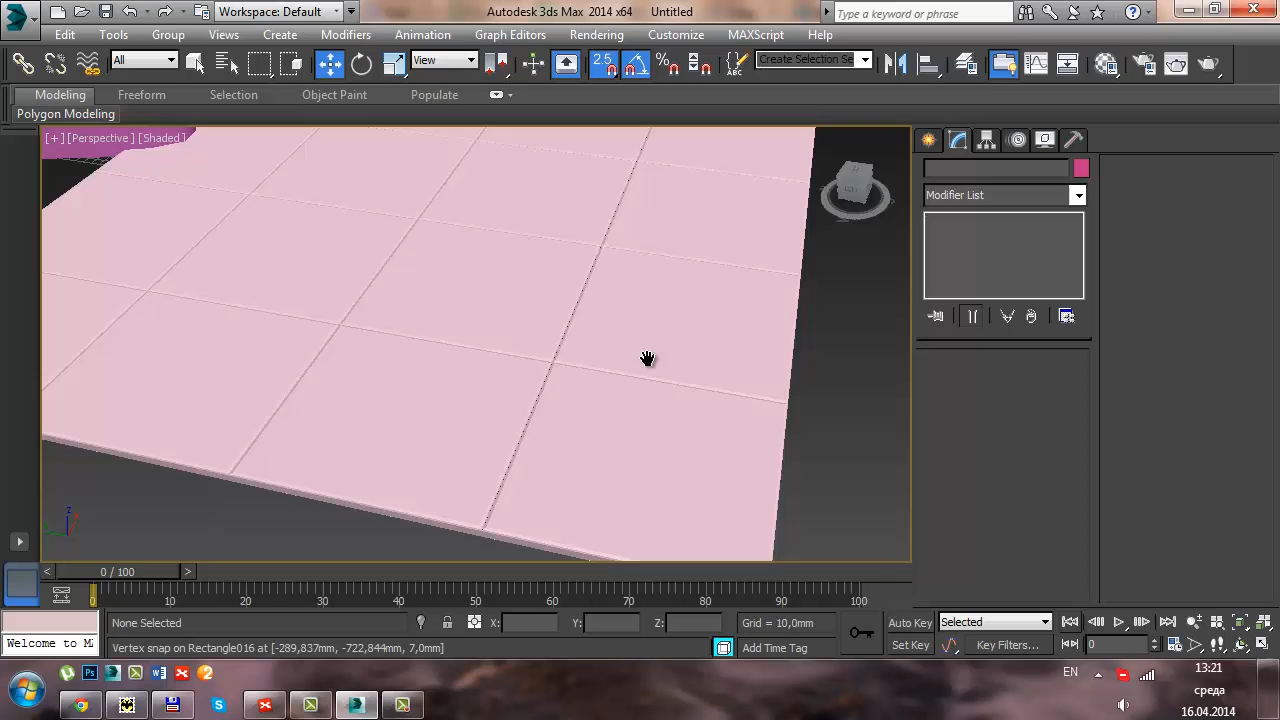 Workspace: Default
Autodesk 3ds Max 2014 x64 Untitled
Type a keyword or phrase
Edit Tools Group Views Create Modifiers Animation Graph Editors Rendering Customize MAXScript Help
All
View
2.5
Create Selection Se
Modeling Freeform Selection Object Paint Populate
Polygon Modeling
[+] [Perspective] [Shaded]
Modifier List
z
0 / 100
0 10 20 30 40 50 60 70 80 90 100
None Selected
X: Y: Z:
Grid = 10,0mm
Auto Key
Selected
Welcome to Mi
Vertex snap on Rectangle016 at [-289,837mm, -722,844mm, 7,0mm]
Add Time Tag
Set Key
Key Filters...
0
EN
13:21
среда
16.04.2014